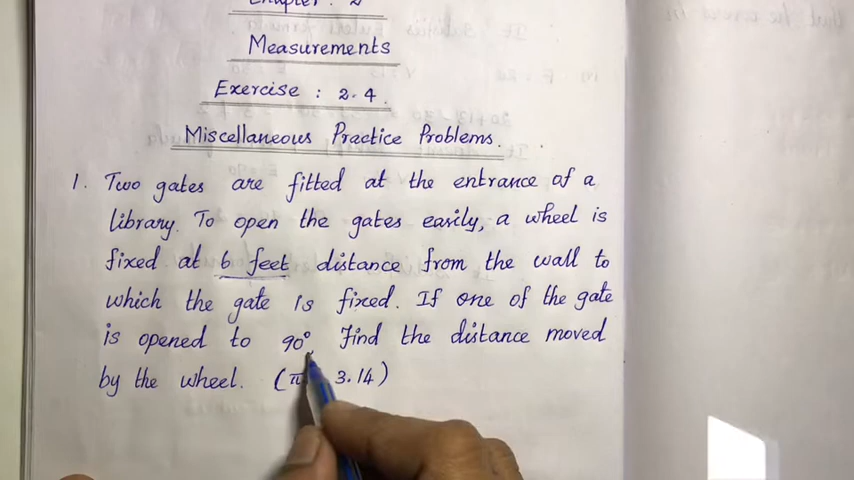 Chapter : 2
Measurements
Exercise : 2.4.
Miscellaneous Practice Problems.
1. Two gates are fitted at the entrance of a
library. To open the gates easily, a wheel is
fixed at 6 feet distance from the wall to
which the gate is fixed. If one of the gate
is opened to 90° Find the distance moved
by the wheel. (π 3.14)